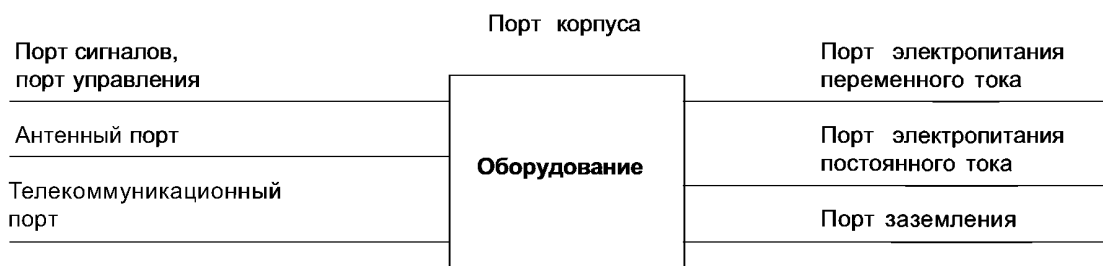 Порт корпуса
Порт сигналов,
порт управления
Антенный порт
Телекоммуникационный
порт
Оборудование
Порт электропитания
переменного тока
Порт электропитания
постоянного тока
Порт заземления